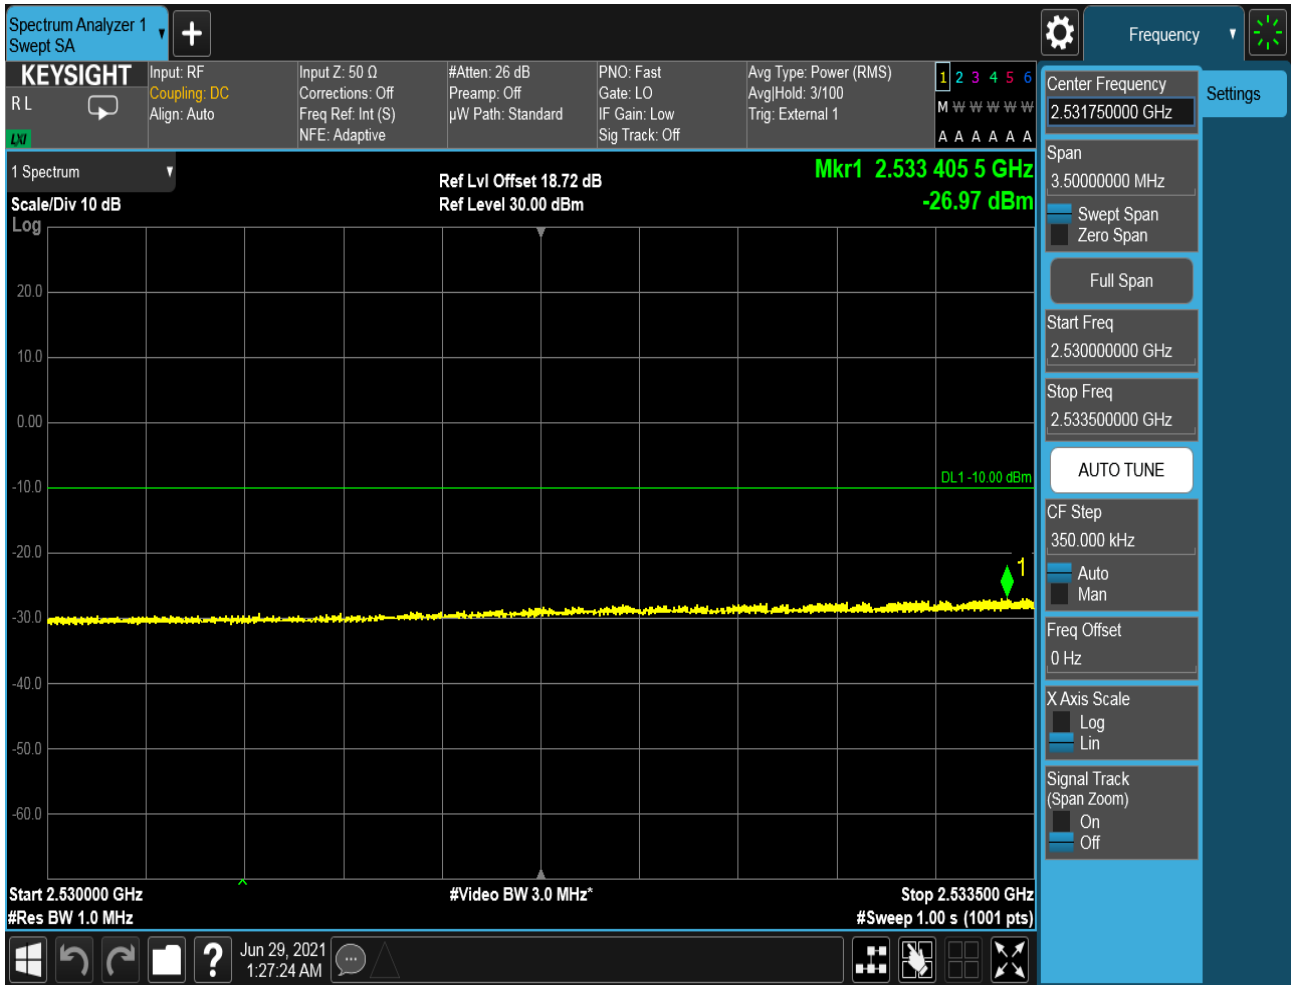 Spectrum Analyzer 1
Swept SA
Frequency
KEYSIGHT
R L
LXI
Input: RF
Coupling: DC
Align: Auto
Input Z: 50 Ω
Corrections: Off
Freq Ref: Int (S)
NFE: Adaptive
#Atten: 26 dB
Preamp: Off
µW Path: Standard
PNO: Fast
Gate: LO
IF Gain: Low
Sig Track: Off
Avg Type: Power (RMS)
Avg|Hold: 3/100
Trig: External 1
1 2 3 4 5 6
M W W W W W
A A A A A A
1 Spectrum
Scale/Div 10 dB
Log
Ref Lvl Offset 18.72 dB
Ref Level 30.00 dBm
Mkr1 2.533 405 5 GHz
-26.97 dBm
20.0
10.0
0.00
-10.0
-20.0
-30.0
-40.0
-50.0
-60.0
DL1 -10.00 dBm
1
Start 2.530000 GHz
#Res BW 1.0 MHz
#Video BW 3.0 MHz*
Stop 2.533500 GHz
#Sweep 1.00 s (1001 pts)
Jun 29, 2021
1:27:24 AM
Center Frequency
2.531750000 GHz
Span
3.50000000 MHz
Swept Span
Zero Span
Full Span
Start Freq
2.530000000 GHz
Stop Freq
2.533500000 GHz
AUTO TUNE
CF Step
350.000 kHz
Auto
Man
Freq Offset
0 Hz
X Axis Scale
Log
Lin
Signal Track
(Span Zoom)
On
Off
Settings